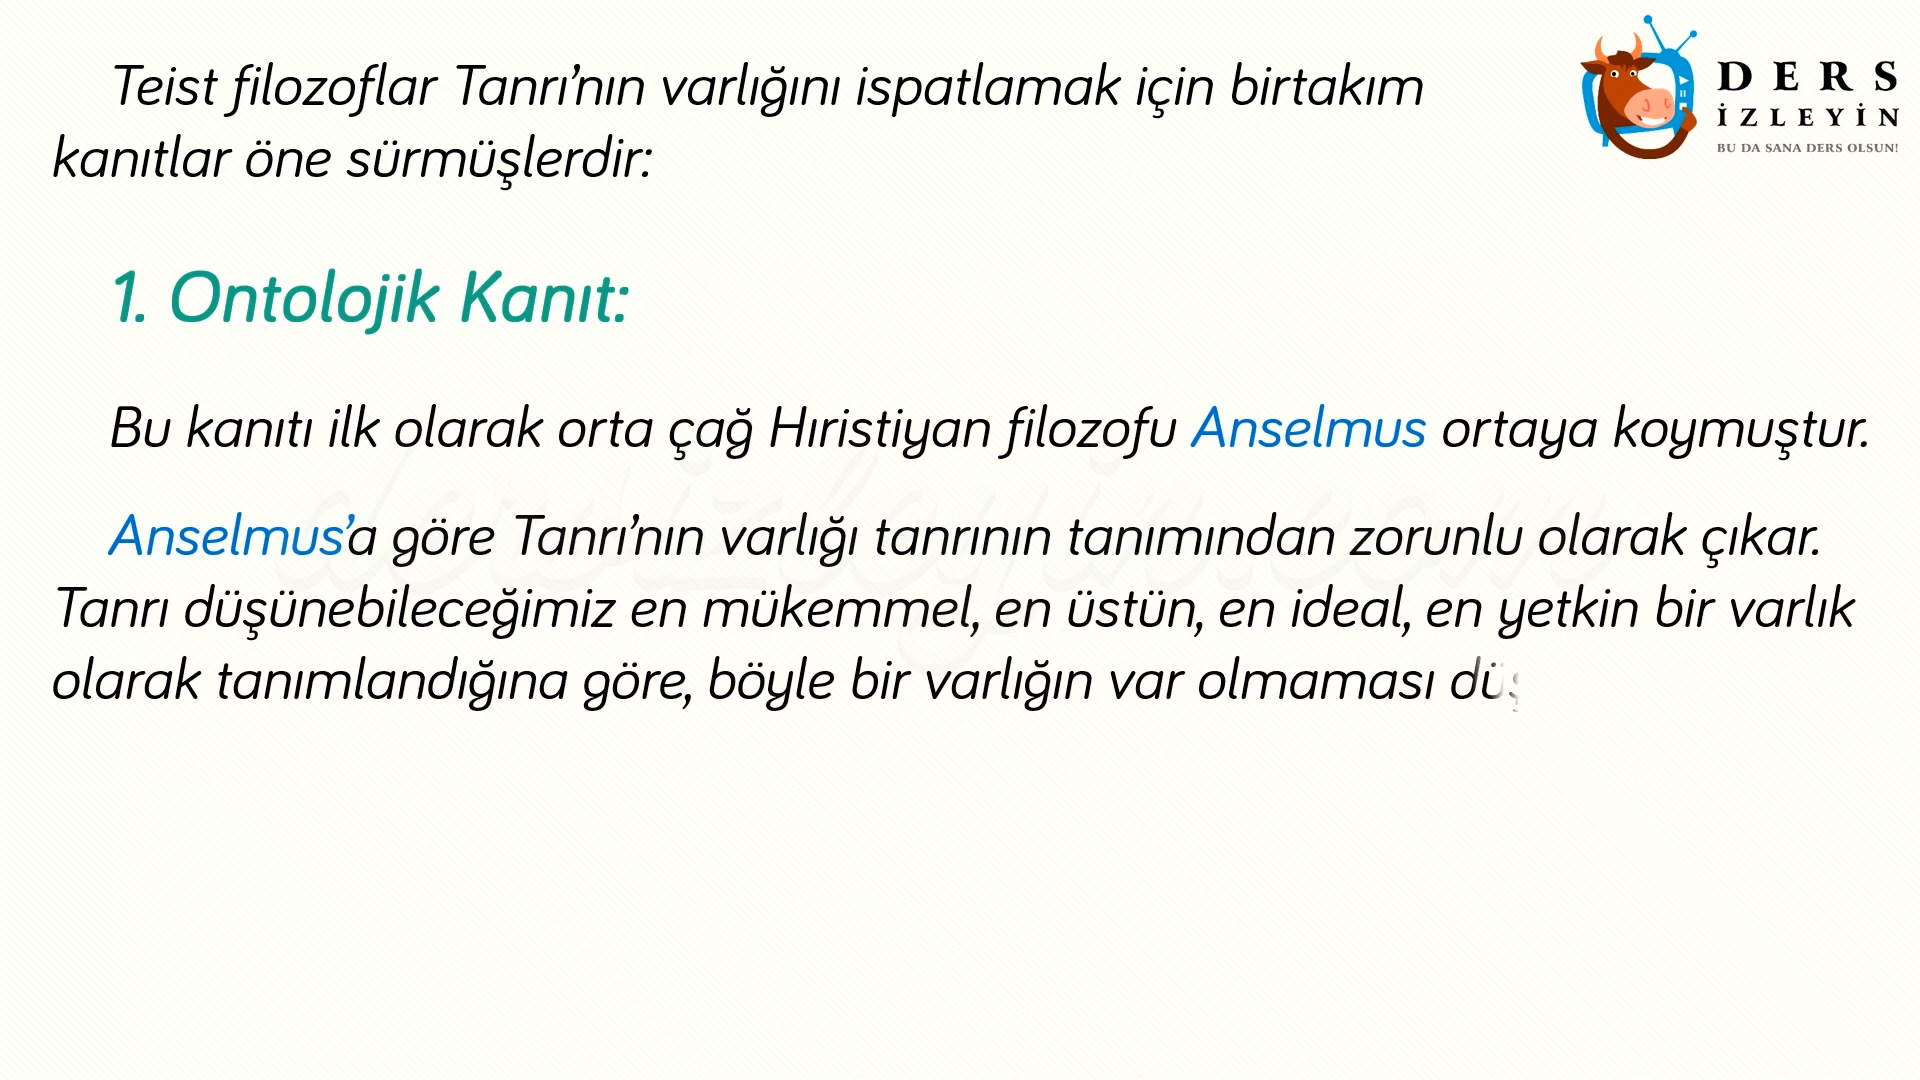 Teist filozoflar Tanrı’nın varlığını ispatlamak için birtakım
kanıtlar öne sürmüşlerdir:
DERS
İZLEYİN
BU DA SANA DERS OLSUN!
1. Ontolojik Kanıt:
Bu kanıtı ilk olarak orta çağ Hıristiyan filozofu Anselmus ortaya koymuştur.
Anselmus’a göre Tanrı’nın varlığı tanrının tanımından zorunlu olarak çıkar.
Tanrı düşünebileceğimiz en mükemmel, en üstün, en ideal, en yetkin bir varlık
olarak tanımlandığına göre, böyle bir varlığın var olmaması
dersizleyin.com